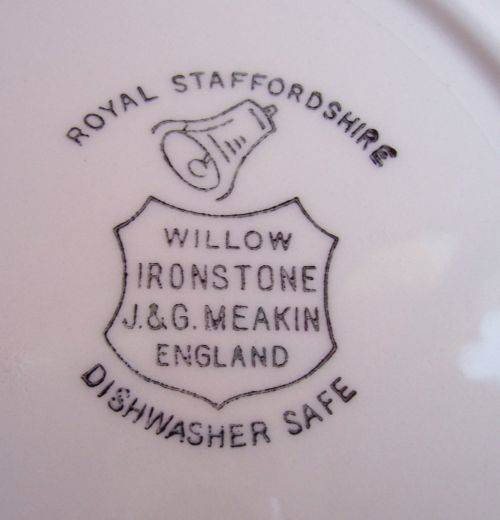 ROYAL STAFFORDSHIRE
WILLOW
IRONSTONE
J.&G. MEAKIN
ENGLAND
DISHWASHER SAFE